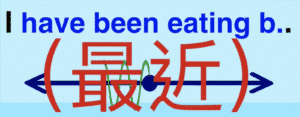 I have been eating b..
（最近）